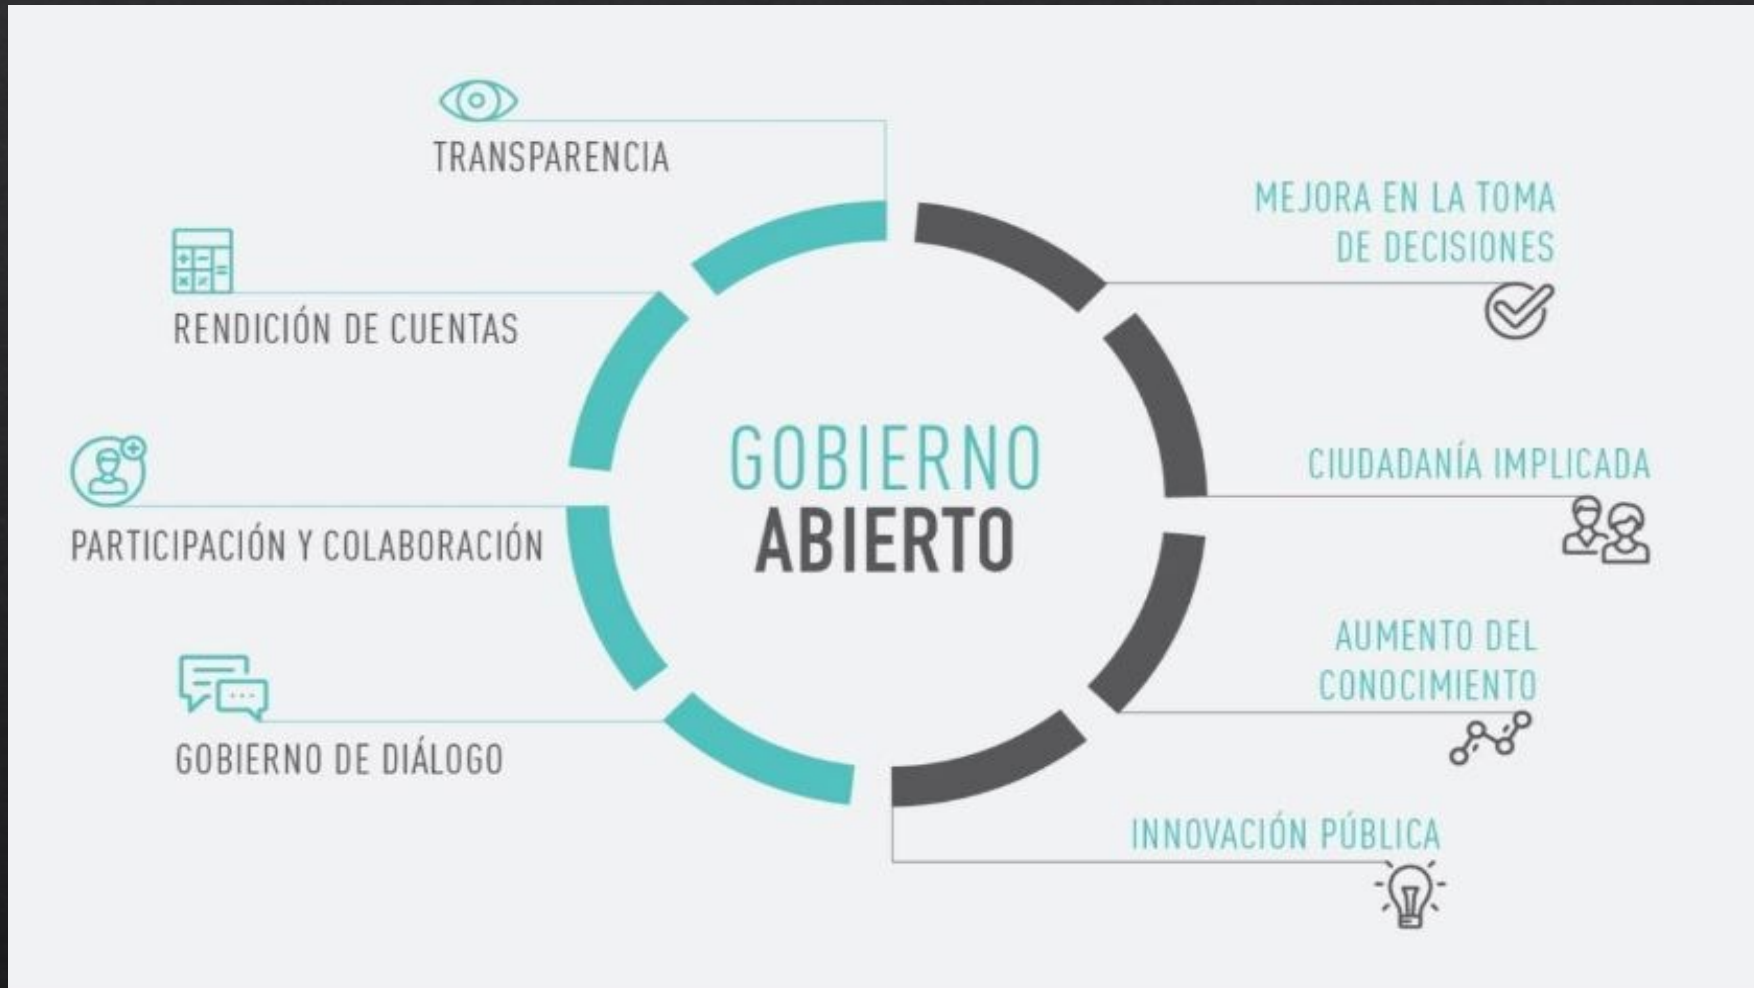 TRANSPARENCIA
RENDICIÓN DE CUENTAS
PARTICIPACIÓN Y COLABORACIÓN
GOBIERNO DE DIÁLOGO
GOBIERNO
ABIERTO
MEJORA EN LA TOMA
DE DECISIONES
CIUDADANÍA IMPLICADA
AUMENTO DEL
CONOCIMIENTO
INNOVACIÓN PÚBLICA